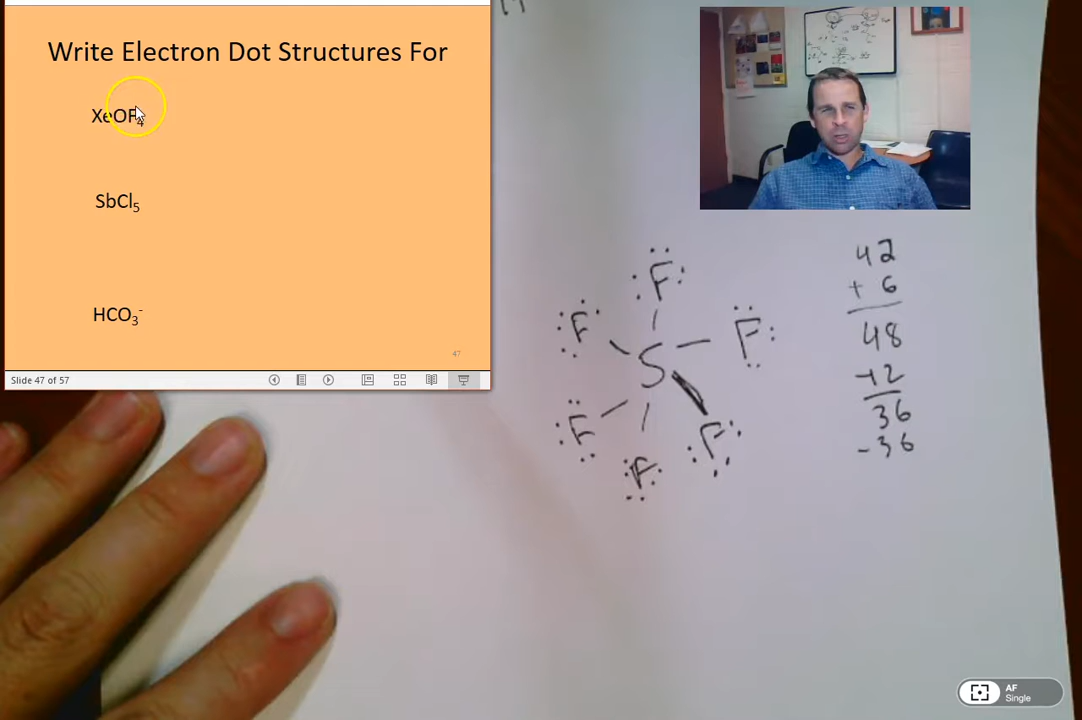 Write Electron Dot Structures For
XeOF₄
SbCl₅
HCO₃⁻
47
Slide 47 of 57
F
F
F
S
F
F
F
42
+ 6
48
-12
36
-36
AF
Single